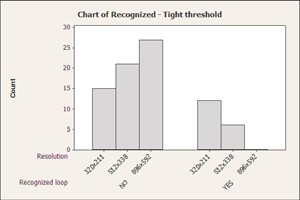 Chart of Recognized - Tight threshold
Count
30
25
20
15
10
5
0
Resolution 320x211 512x338 896x592 320x211 512x338 896x592
Recognized loop NO YES